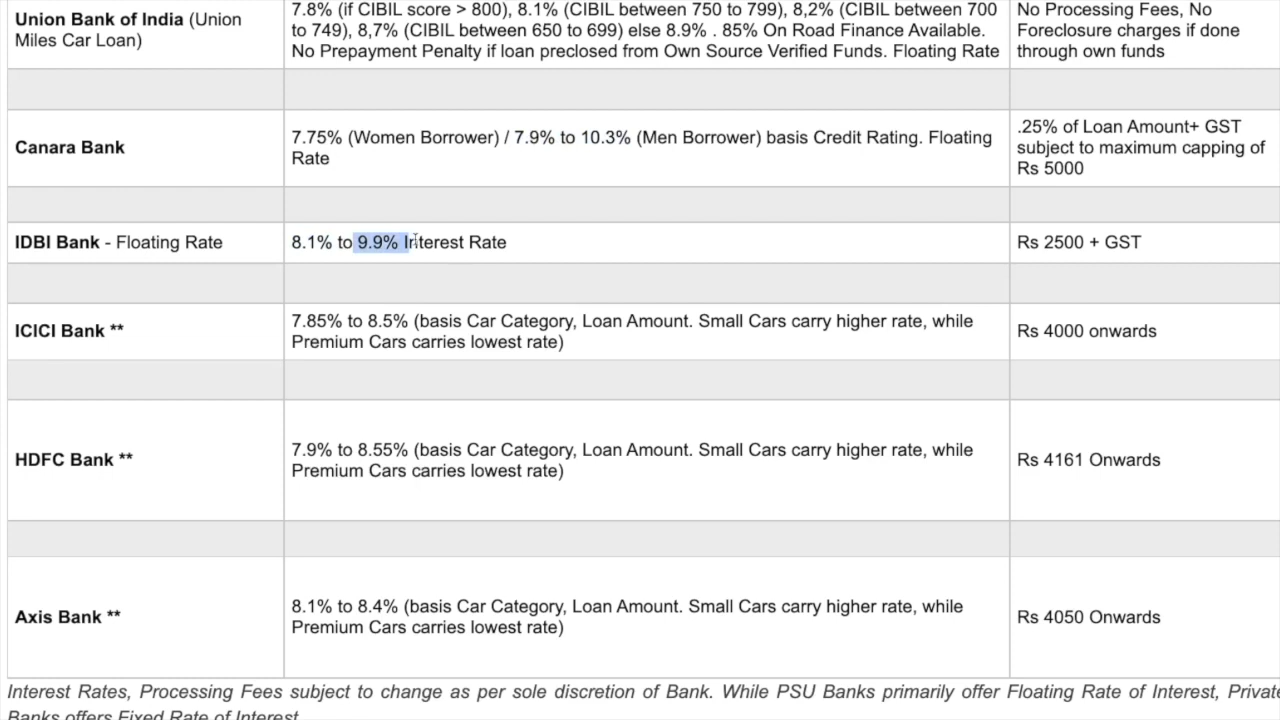 Union Bank of India (Union
Miles Car Loan)
7.8% (if CIBIL score > 800), 8.1% (CIBIL between 750 to 799), 8,2% (CIBIL between 700
to 749), 8,7% (CIBIL between 650 to 699) else 8.9% . 85% On Road Finance Available.
No Prepayment Penalty if loan preclosed from Own Source Verified Funds. Floating Rate
No Processing Fees, No
Foreclosure charges if done
through own funds
Canara Bank
7.75% (Women Borrower) / 7.9% to 10.3% (Men Borrower) basis Credit Rating. Floating
Rate
.25% of Loan Amount+ GST
subject to maximum capping of
Rs 5000
IDBI Bank - Floating Rate
8.1% to 9.9% Interest Rate
Rs 2500 + GST
ICICI Bank **
7.85% to 8.5% (basis Car Category, Loan Amount. Small Cars carry higher rate, while
Premium Cars carries lowest rate)
Rs 4000 onwards
HDFC Bank **
7.9% to 8.55% (basis Car Category, Loan Amount. Small Cars carry higher rate, while
Premium Cars carries lowest rate)
Rs 4161 Onwards
Axis Bank **
8.1% to 8.4% (basis Car Category, Loan Amount. Small Cars carry higher rate, while
Premium Cars carries lowest rate)
Rs 4050 Onwards
Interest Rates, Processing Fees subject to change as per sole discretion of Bank. While PSU Banks primarily offer Floating Rate of Interest, Private
Banks offers Fixed Rate of Interest.